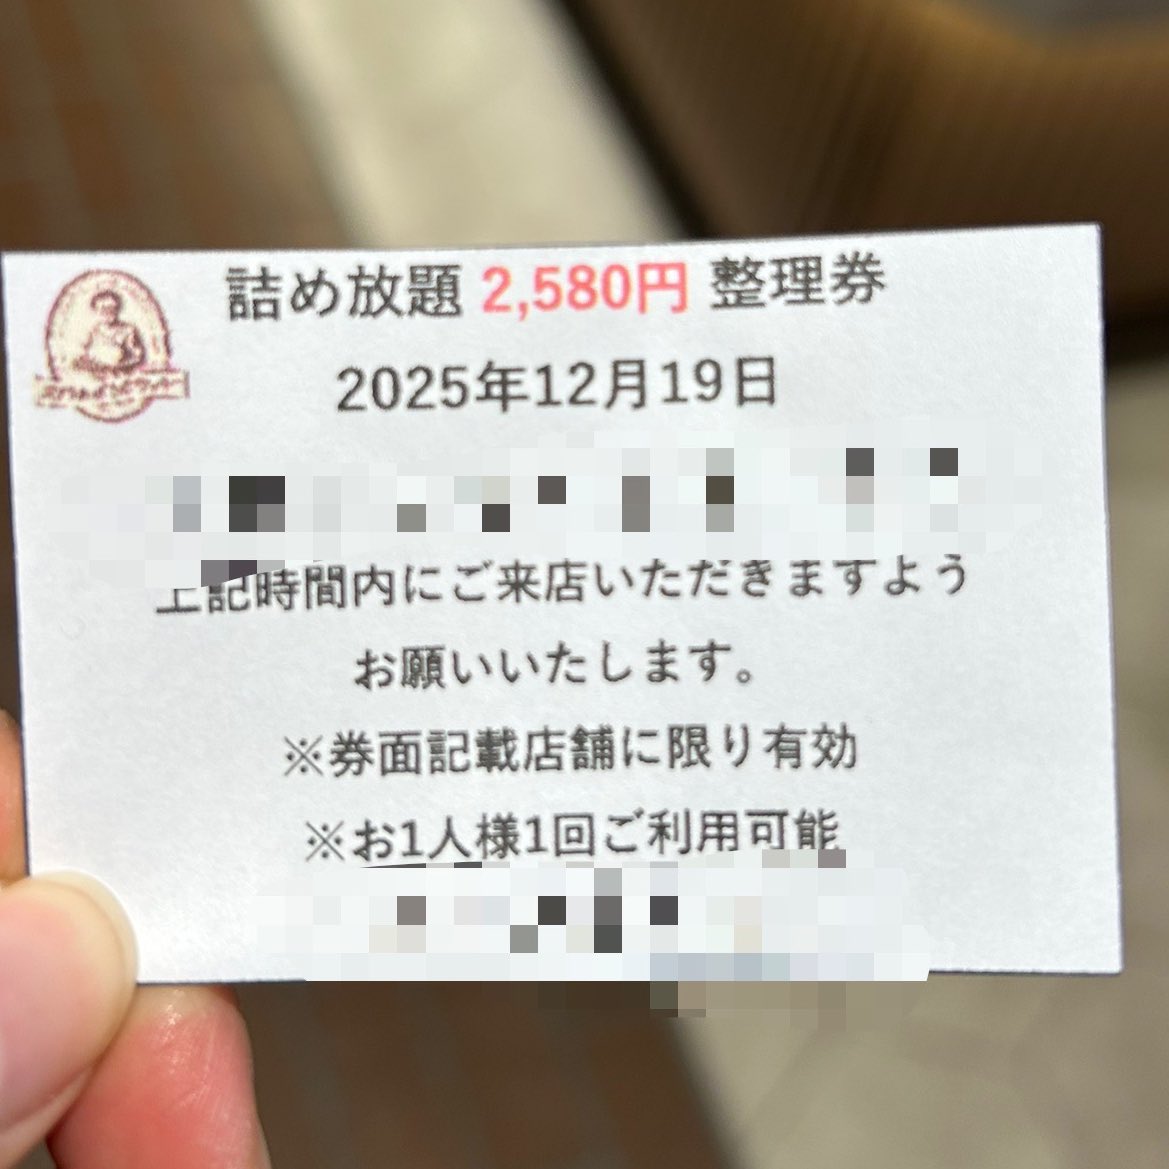 詰め放題 2,580円 整理券
2025年12月19日
上記時間内にご来店いただきますよう
お願いいたします。
※券面記載店舗に限り有効
※お1人様1回ご利用可能